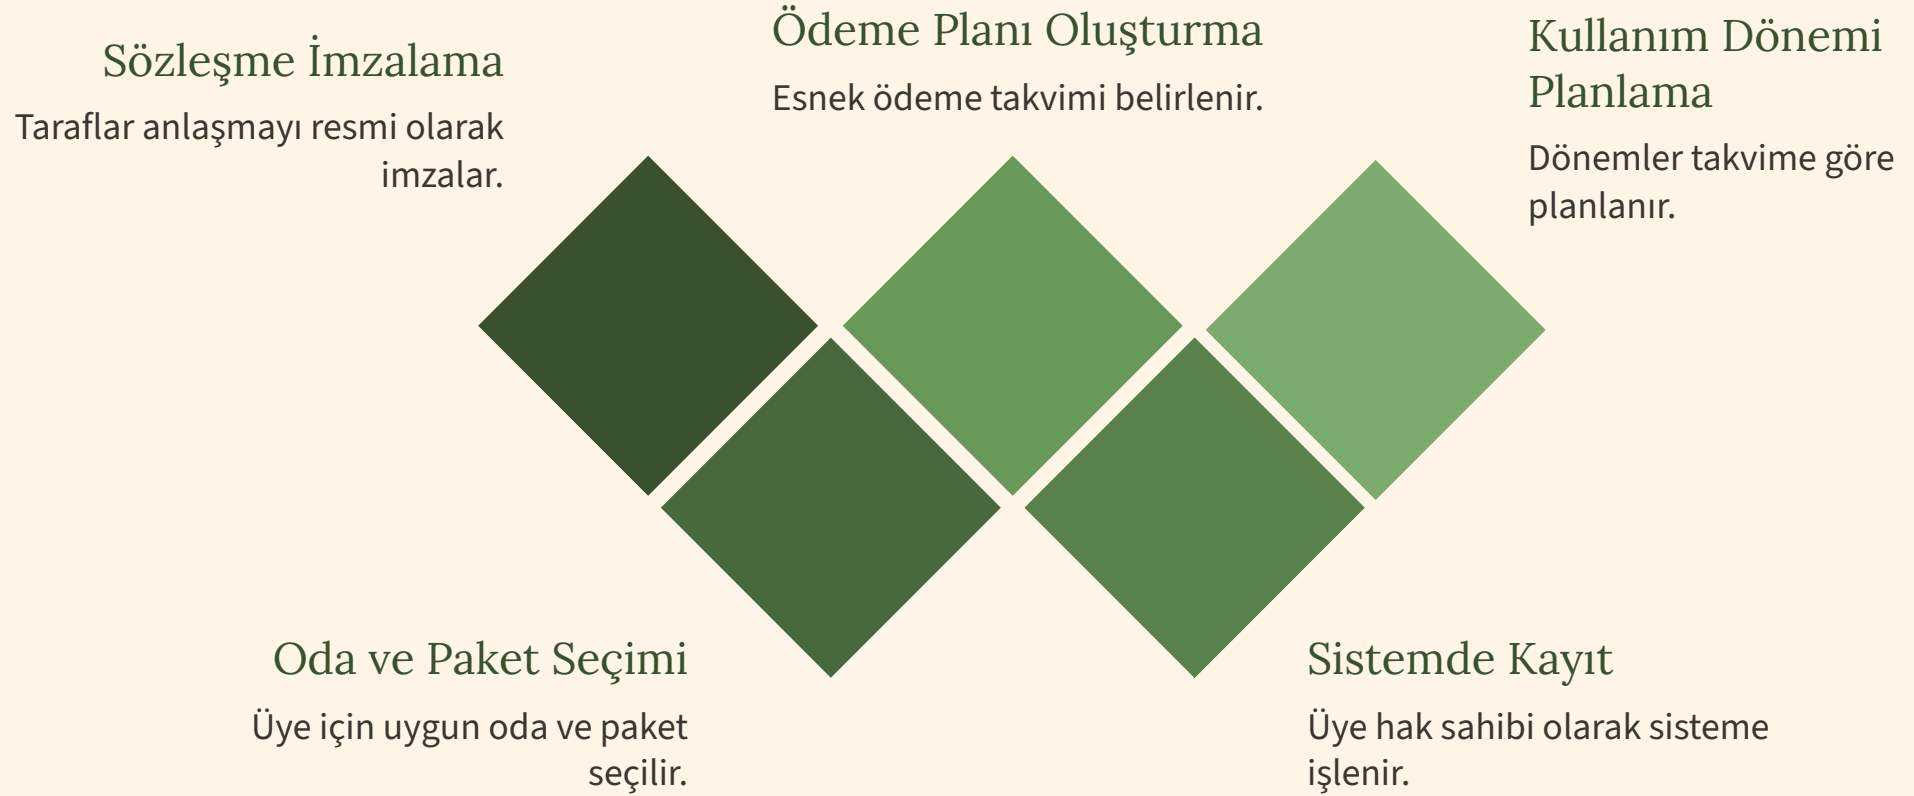 Sözleşme İmzalama
Taraflar anlaşmayı resmi olarak
imzalar.
Ödeme Planı Oluşturma
Esnek ödeme takvimi belirlenir.
Kullanım Dönemi
Planlama
Dönemler takvime göre
planlanır.
Oda ve Paket Seçimi
Üye için uygun oda ve paket
seçilir.
Sistemde Kayıt
Üye hak sahibi olarak sisteme
işlenir.